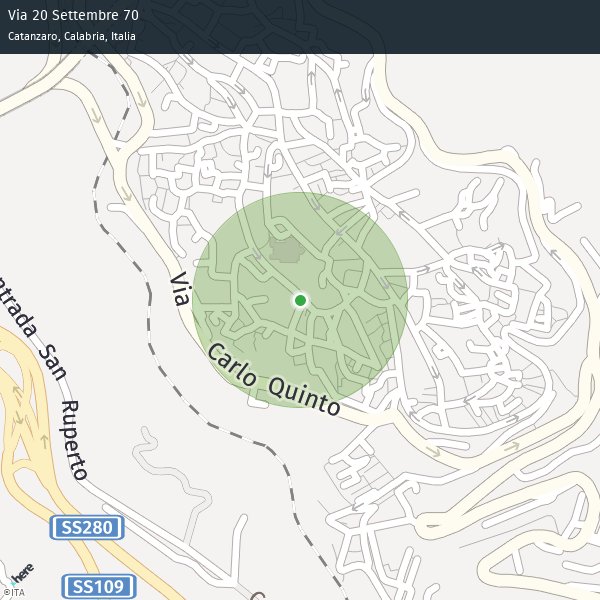 Via 20 Settembre 70
Catanzaro, Calabria, Italia
Via
Carlo Quinto
ntrada San
Ruperto
SS280
SS109
C
here
©ITA